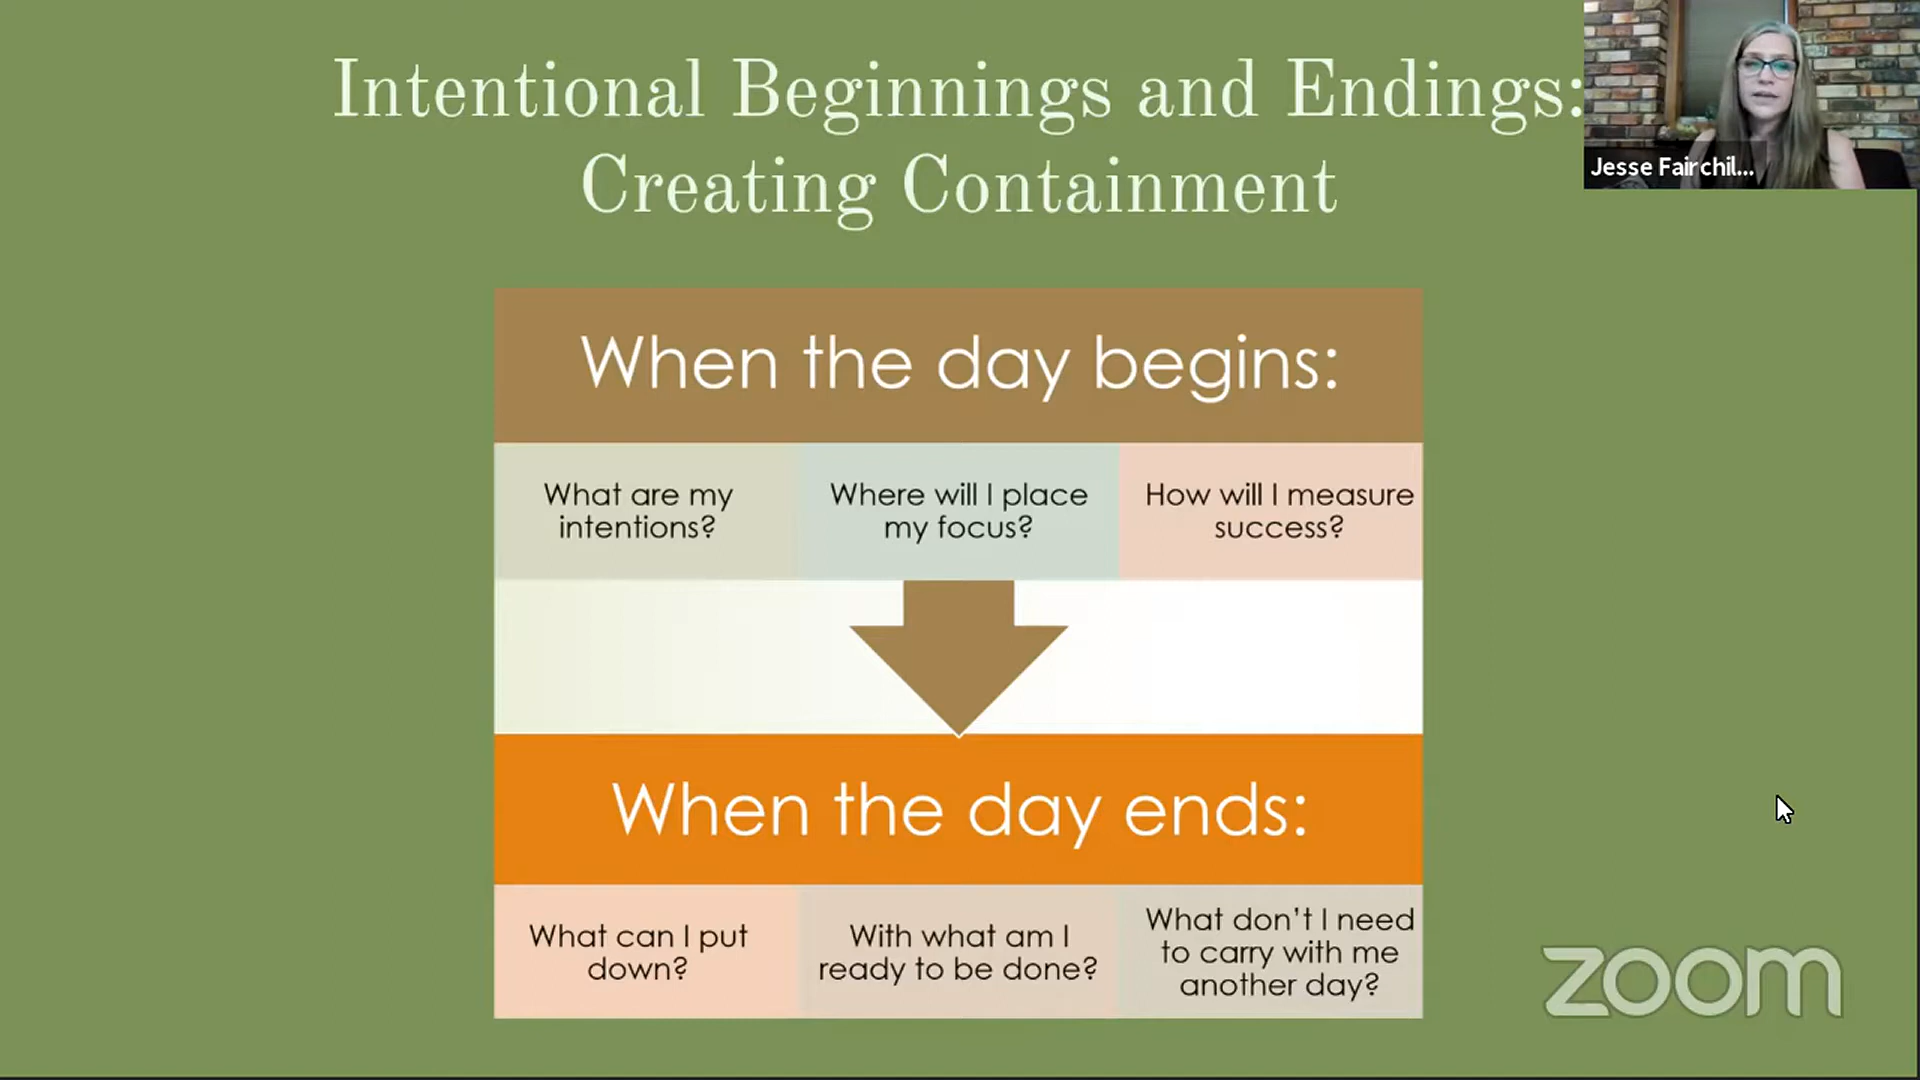 Intentional Beginnings and Endings:
Creating Containment
Jesse Fairchil...
When the day begins:
What are my
intentions?
Where will I place
my focus?
How will I measure
success?
When the day ends:
What can I put
down?
With what am I
ready to be done?
What don’t I need
to carry with me
another day?
zoom